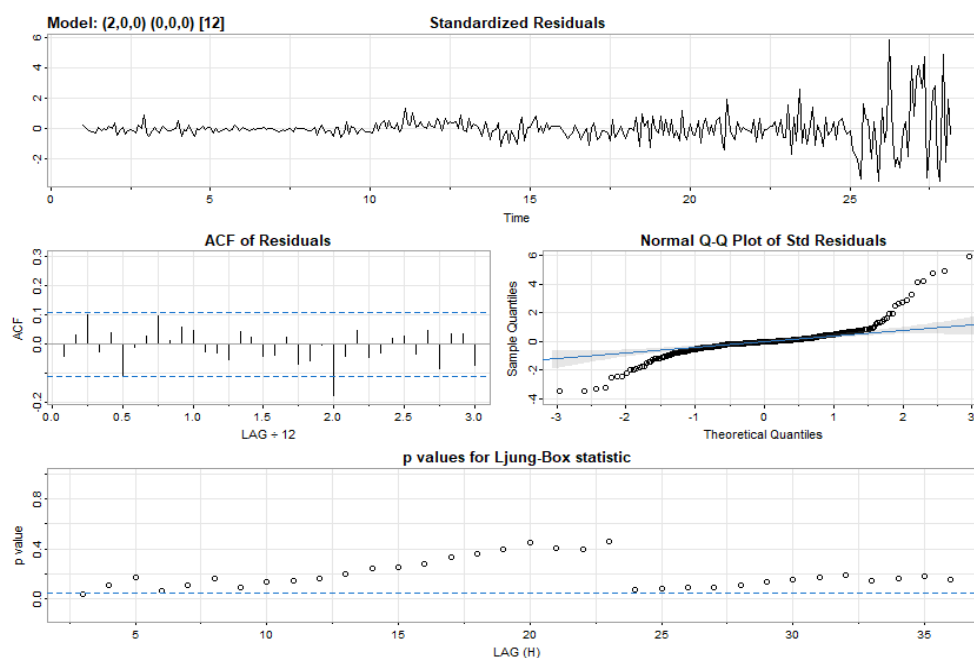 Model: (2,0,0) (0,0,0) [12] Standardized Residuals
6
4
2
0
-2
0 5 10 15 20 25
Time
ACF of Residuals
ACF
0.3
0.2
0.1
0.0
-0.2
0.0 0.5 1.0 1.5 2.0 2.5 3.0
LAG ÷ 12
Normal Q-Q Plot of Std Residuals
Sample Quantiles
6
4
2
0
-2
-4
-3 -2 -1 0 1 2 3
Theoretical Quantiles
p values for Ljung-Box statistic
p value
0.8
0.4
0.0
5 10 15 20 25 30 35
LAG (H)